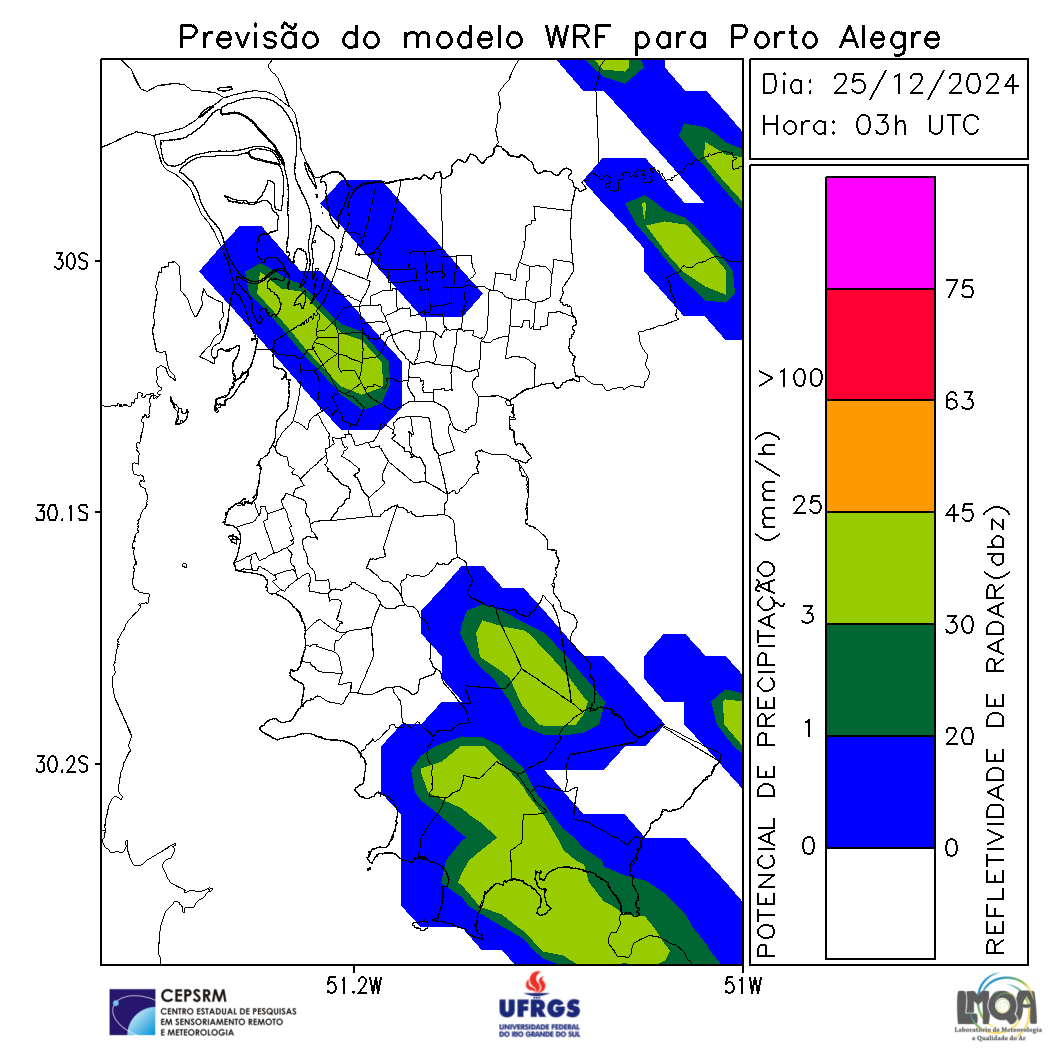 Previsão do modelo WRF para Porto Alegre
Dia: 25/12/2024
Hora: 03h UTC
30S
30.1S
30.2S
51.2W
51W
POTENCIAL DE PRECIPITAÇÃO (mm/h)
>100
25
3
1
0
75
63
45
30
20
0
REFLETIVIDADE DE RADAR(dbz)
CEPSRM
CENTRO ESTADUAL DE PESQUISAS
EM SENSORIAMENTO REMOTO
E METEOROLOGIA
UFRGS
UNIVERSIDADE FEDERAL
DO RIO GRANDE DO SUL
LMQA
Laboratório de Meteorologia
e Qualidade do Ar